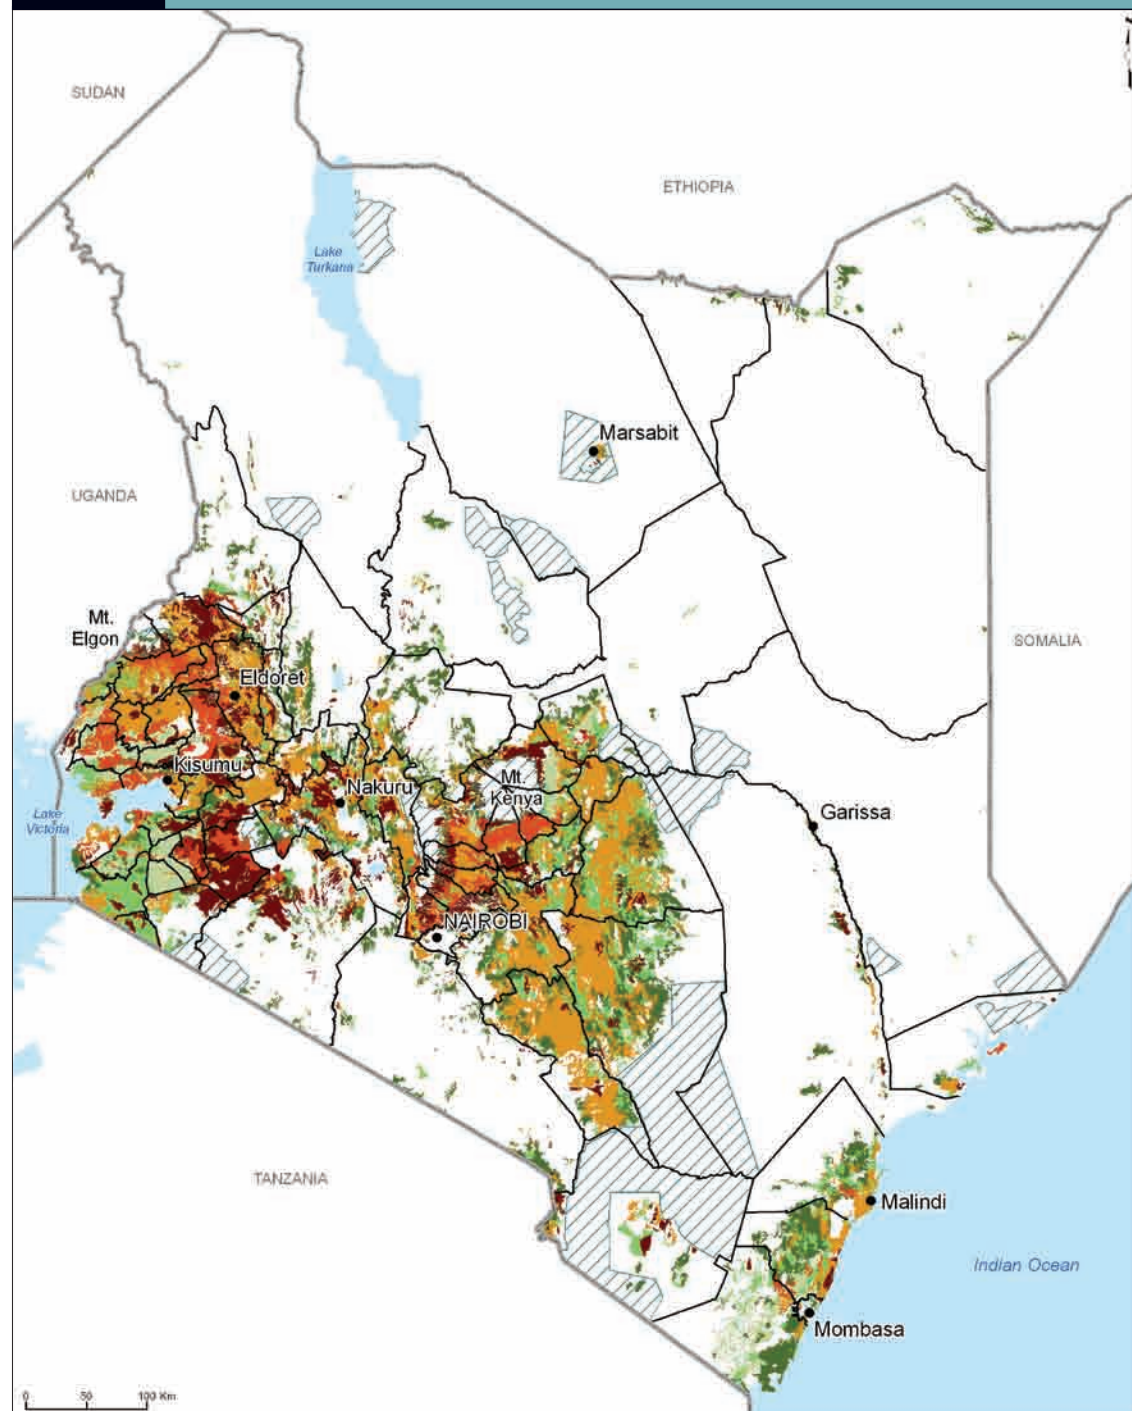 SUDAN
ETHIOPIA
Lake
Turkana
Marsabit
UGANDA
Mt.
Elgon
SOMALIA
Eldoret
Kisumu
Nakuru
Mt.
Kenya
Lake
Victoria
Garissa
NAIROBI
TANZANIA
Malindi
Indian Ocean
Mombasa
0 50 100 Km